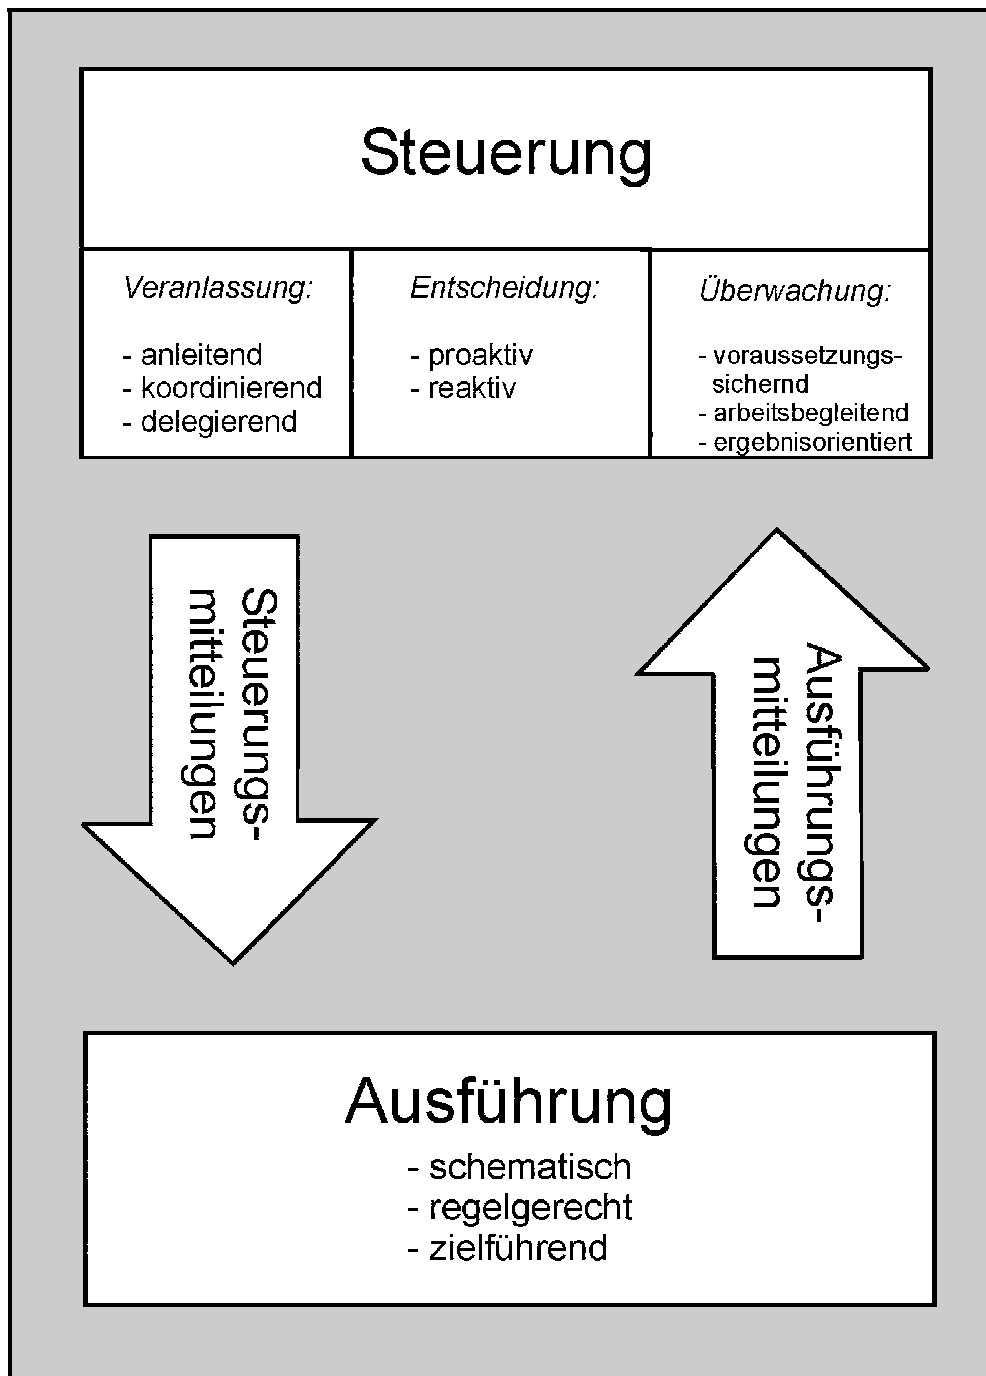 Steuerung
Veranlassung:
- anleitend
- koordinierend
- delegierend
Entscheidung:
- proaktiv
- reaktiv
Überwachung:
- voraussetzungs-
sichernd
- arbeitsbegleitend
- ergebnisorientiert
Steuerungs-
mitteilungen
Ausführungs-
mitteilungen
Ausführung
- schematisch
- regelgerecht
- zielführend